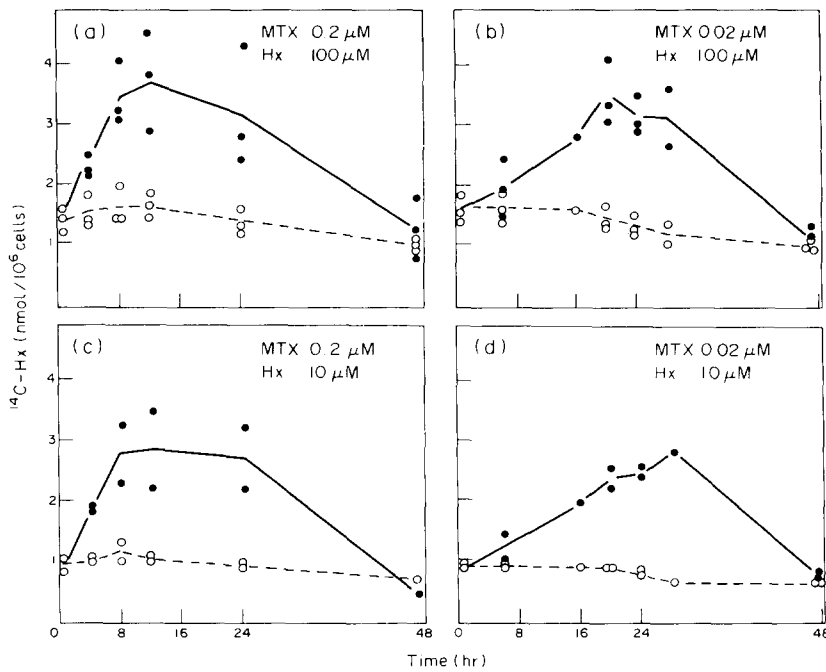 (a)
MTX 0.2 μM
Hx 100 μM
(b)
MTX 0.02 μM
Hx 100 μM
4
3
2
1
(c)
MTX 0.2 μM
Hx 10 μM
(d)
MTX 0.02 μM
Hx 10 μM
4
3
2
1
0
0 8 16 24 48
0 8 16 24 48
¹⁴C-Hx (nmol/10⁶ cells)
Time (hr)